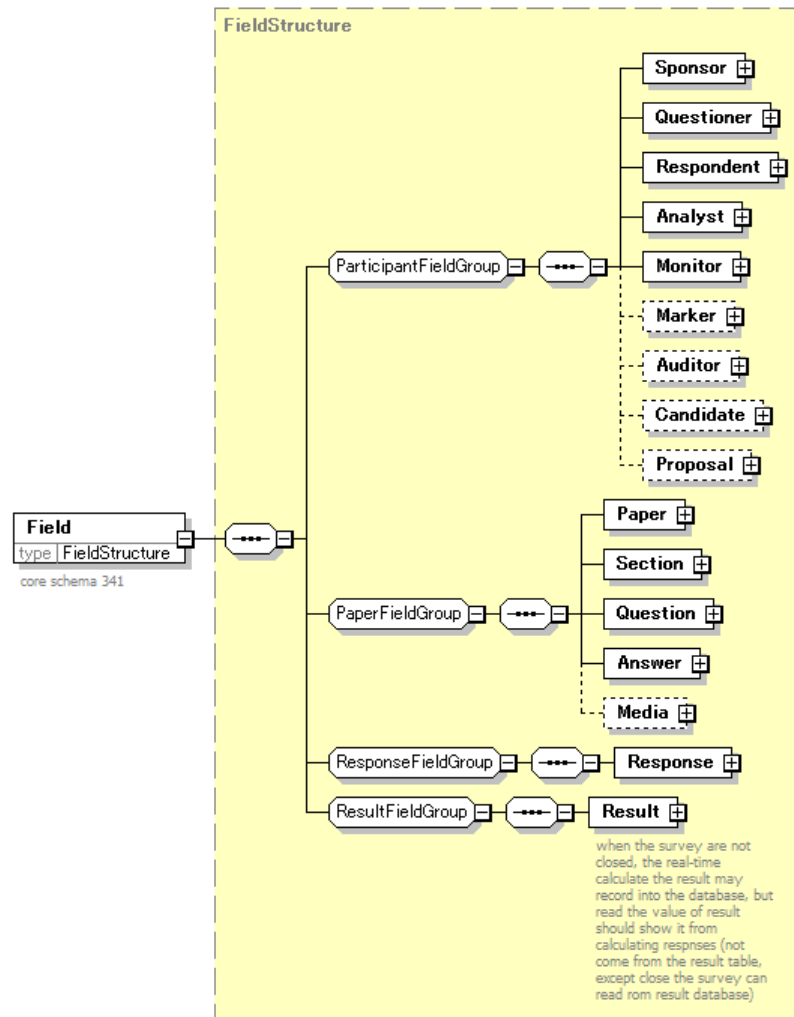 FieldStructure
Sponsor
Questioner
Respondent
Analyst
ParticipantFieldGroup
Monitor
Marker
Auditor
Candidate
Proposal
Field
type FieldStructure
core schema 341
Paper
Section
PaperFieldGroup
Question
Answer
Media
ResponseFieldGroup
Response
ResultFieldGroup
Result
when the survey are not
closed, the real-time
calculate the result may
record into the database, but
read the value of result
should show it from
calculating respnses (not
come from the result table,
except close the survey can
read rom result database)